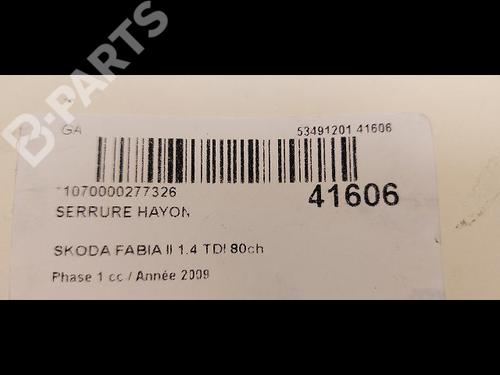 B-PARTS
GA 53491201 41606
*1070000277326 41606
SERRURE HAYON
SKODA FABIA II 1.4 TDI 80ch
Phase 1 cc / Année 2009